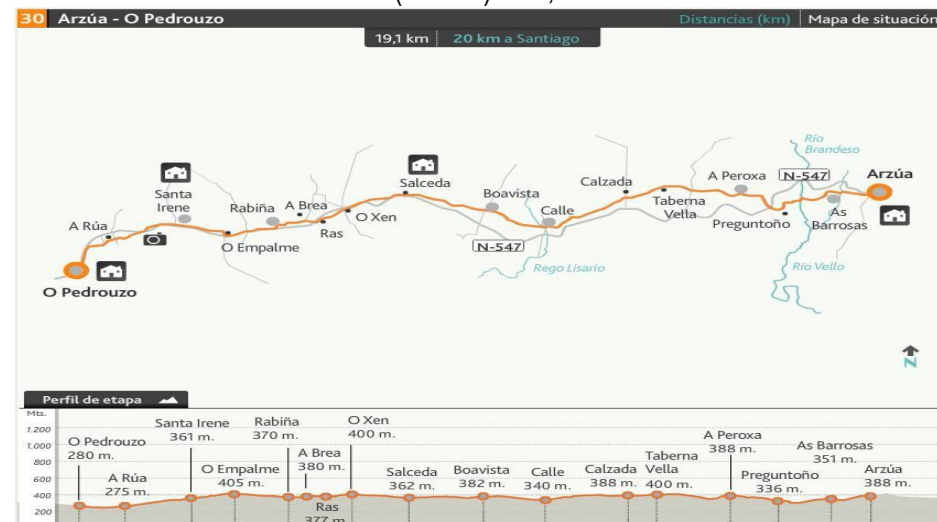 30 Arzúa - O Pedrouzo
Distancias (km) Mapa de situación
19,1 km 20 km a Santiago
Río
Brandeso
Salceda
A Peroxa
N-547
Arzúa
Santa
Irene
Calzada
Boavista
Rabiña
A Brea
O Xen
Calle
Taberna
Vella
As
Barrosas
Preguntoño
A Rúa
Ras
O Empalme
N-547
Rego Lisario
Río Vello
O Pedrouzo
N
Perfil de etapa
Mts.
1.200
1.000
800
600
400
200
O Pedrouzo
280 m.
A Rúa
275 m.
Santa Irene
361 m.
O Empalme
405 m.
Rabiña
370 m.
A Brea
380 m.
Ras
377 m.
O Xen
400 m.
Salceda
362 m.
Boavista
382 m.
Calle
340 m.
Calzada
388 m.
Taberna
Vella
400 m.
A Peroxa
388 m.
Preguntoño
336 m.
As Barrosas
351 m.
Arzúa
388 m.